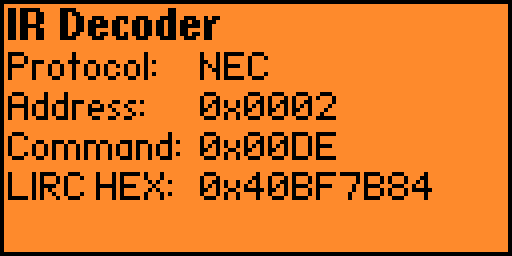 IR Decoder
Protocol: NEC
Address: 0x0002
Command: 0x00DE
LIRC HEX: 0x40BF7B84